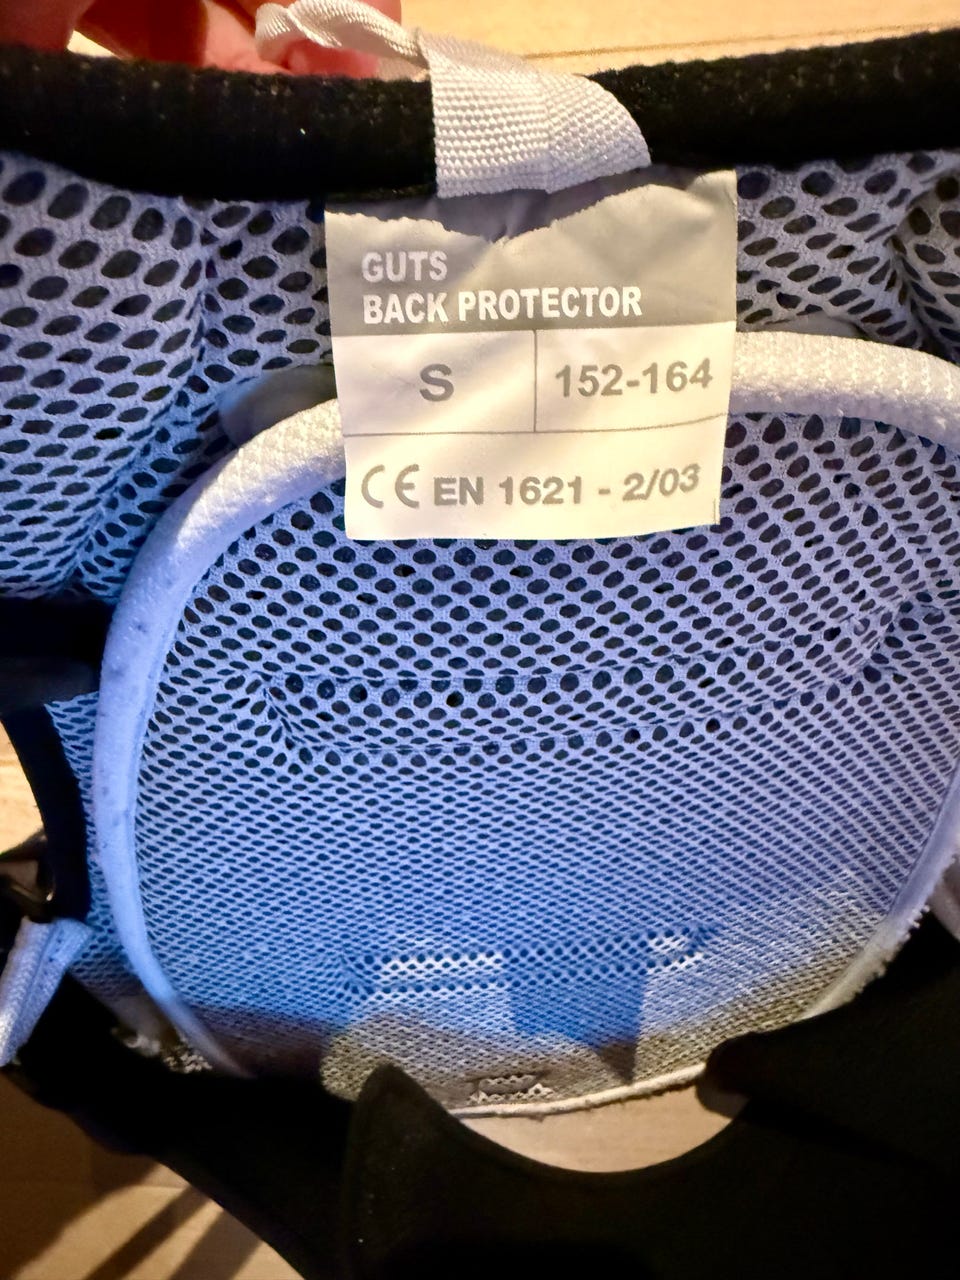 GUTS
BACK PROTECTOR
S 152-164
CE EN 1621 - 2/03